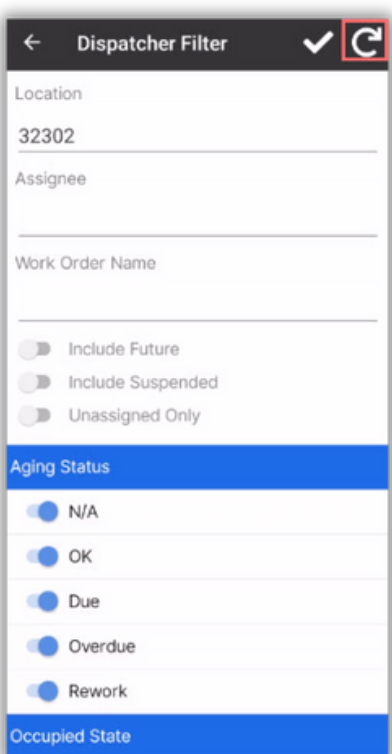 Dispatcher Filter
Location
32302
Assignee
Work Order Name
Include Future
Include Suspended
Unassigned Only
Aging Status
N/A
OK
Due
Overdue
Rework
Occupied State